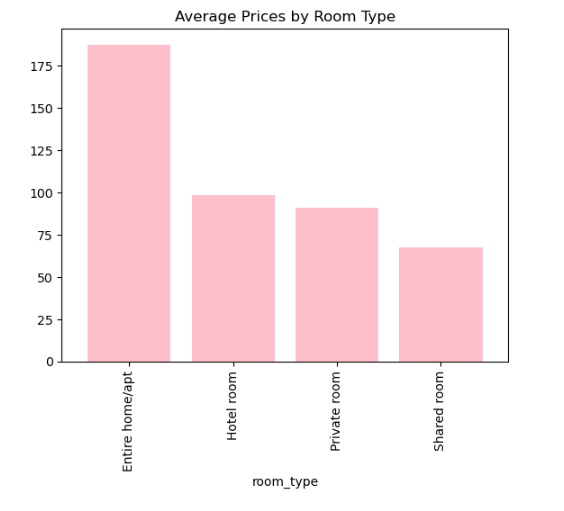 Average Prices by Room Type
175
150
125
100
75
50
25
0
Entire home/apt
Hotel room
Private room
Shared room
room_type